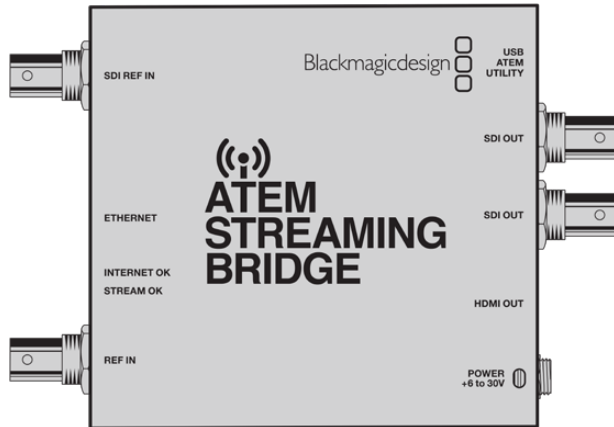 SDI REF IN
Blackmagicdesign
USB
ATEM
UTILITY
SDI OUT
ATEM
STREAMING
BRIDGE
ETHERNET
SDI OUT
INTERNET OK
STREAM OK
HDMI OUT
REF IN
POWER
+6 to 30V